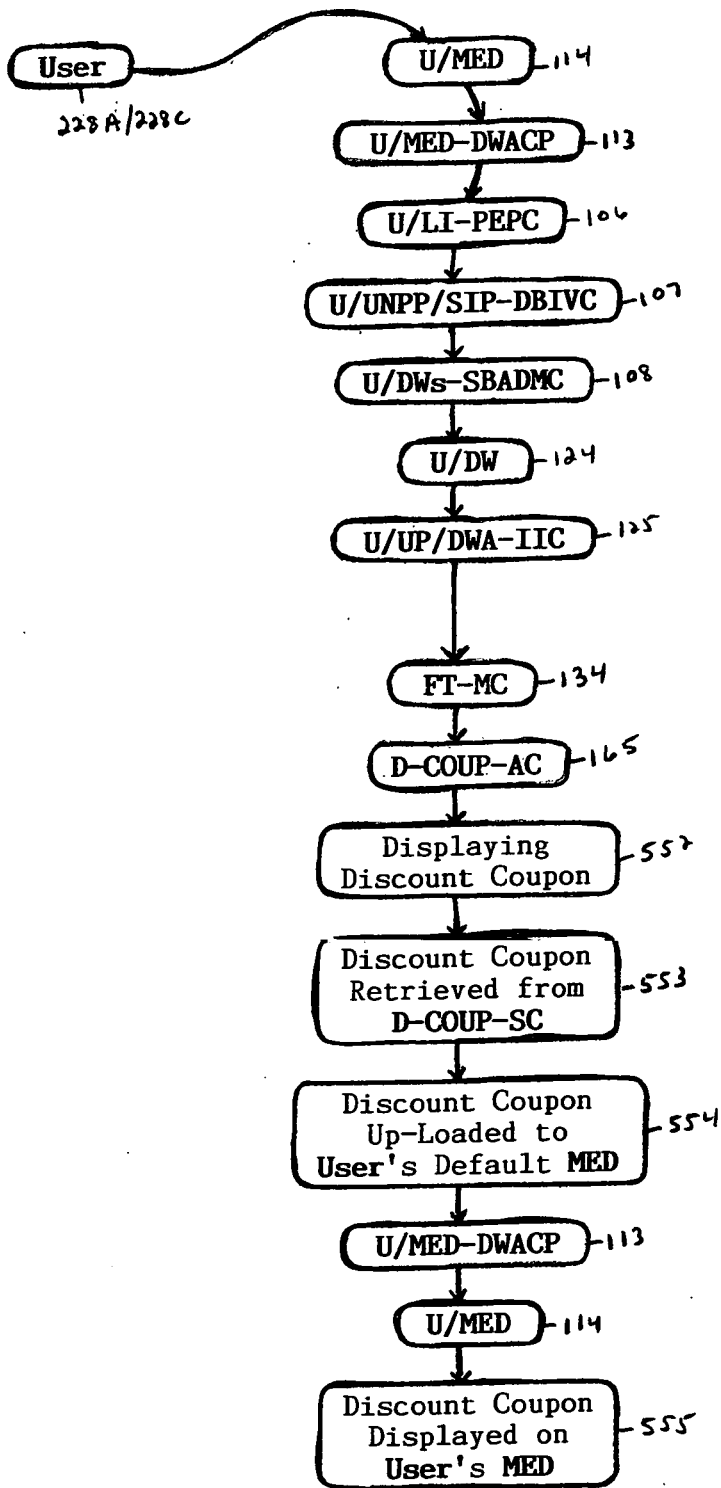 User
228A/228C
U/MED 114
U/MED-DWACP 113
U/LI-PEPC 106
U/UNPP/SIP-DBIVC 107
U/DWs-SBADMC 108
U/DW 124
U/UP/DWA-IIC 125
FT-MC 134
D-COUP-AC 165
Displaying
Discount Coupon 552
Discount Coupon
Retrieved from 553
D-COUP-SC
Discount Coupon
Up-Loaded to 554
User's Default MED
U/MED-DWACP 113
U/MED 114
Discount Coupon
Displayed on 555
User's MED